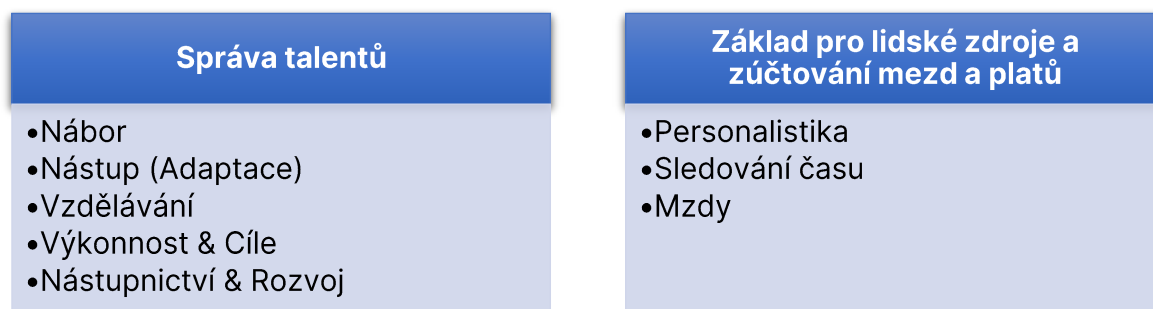 Správa talentů
•Nábor
•Nástup (Adaptace)
•Vzdělávání
•Výkonnost & Cíle
•Nástupnictví & Rozvoj
Základ pro lidské zdroje a
zúčtování mezd a platů
•Personalistika
•Sledování času
•Mzdy